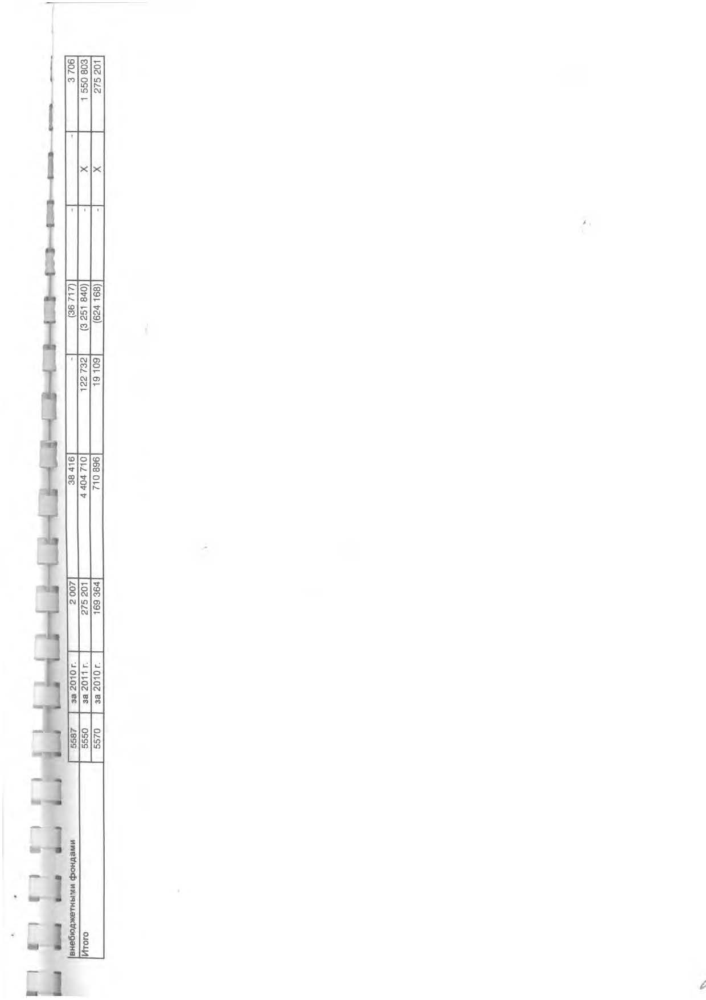 внебюджетными фондами 5587 за 2010 г. 2 007 38 416 - (36 717) - - 3 706
Итого 5550 за 2011 г. 275 201 4 404 710 122 732 (3 251 840) - X 1 550 803
5570 за 2010 г. 169 364 710 896 19 109 (624 168) - X 275 201